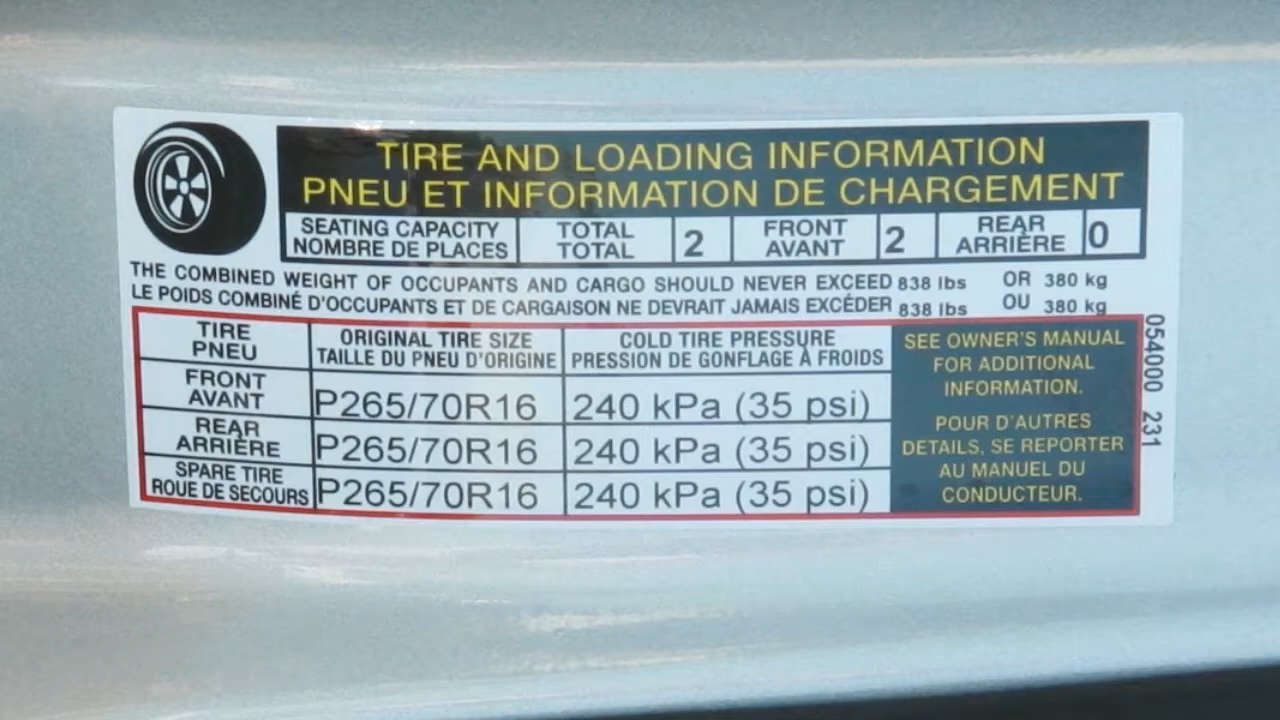 TIRE AND LOADING INFORMATION
PNEU ET INFORMATION DE CHARGEMENT
SEATING CAPACITY TOTAL 2 FRONT 2 REAR 0
NOMBRE DE PLACES TOTAL AVANT ARRIÈRE
THE COMBINED WEIGHT OF OCCUPANTS AND CARGO SHOULD NEVER EXCEED 838 lbs OR 380 kg
LE POIDS COMBINÉ D'OCCUPANTS ET DE CARGAISON NE DEVRAIT JAMAIS EXCÉDER 838 lbs OU 380 kg
TIRE ORIGINAL TIRE SIZE COLD TIRE PRESSURE
PNEU TAILLE DU PNEU D'ORIGINE PRESSION DE GONFLAGE À FROIDS
FRONT
AVANT P265/70R16 240 kPa (35 psi)
REAR
ARRIÈRE P265/70R16 240 kPa (35 psi)
SPARE TIRE
ROUE DE SECOURS P265/70R16 240 kPa (35 psi)
SEE OWNER'S MANUAL
FOR ADDITIONAL
INFORMATION.
POUR D'AUTRES
DETAILS, SE REPORTER
AU MANUEL DU
CONDUCTEUR.
054000 231